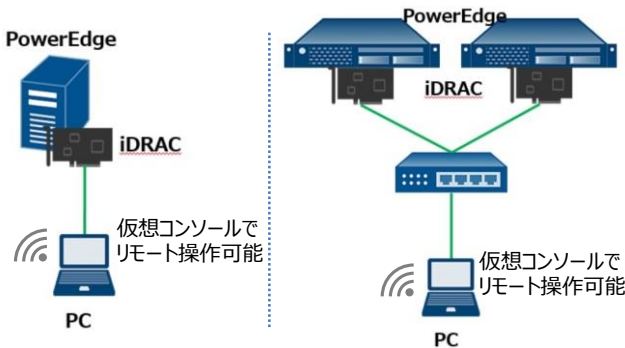 PowerEdge
iDRAC
仮想コンソールで
リモート操作可能
PC
PowerEdge
iDRAC
仮想コンソールで
リモート操作可能
PC